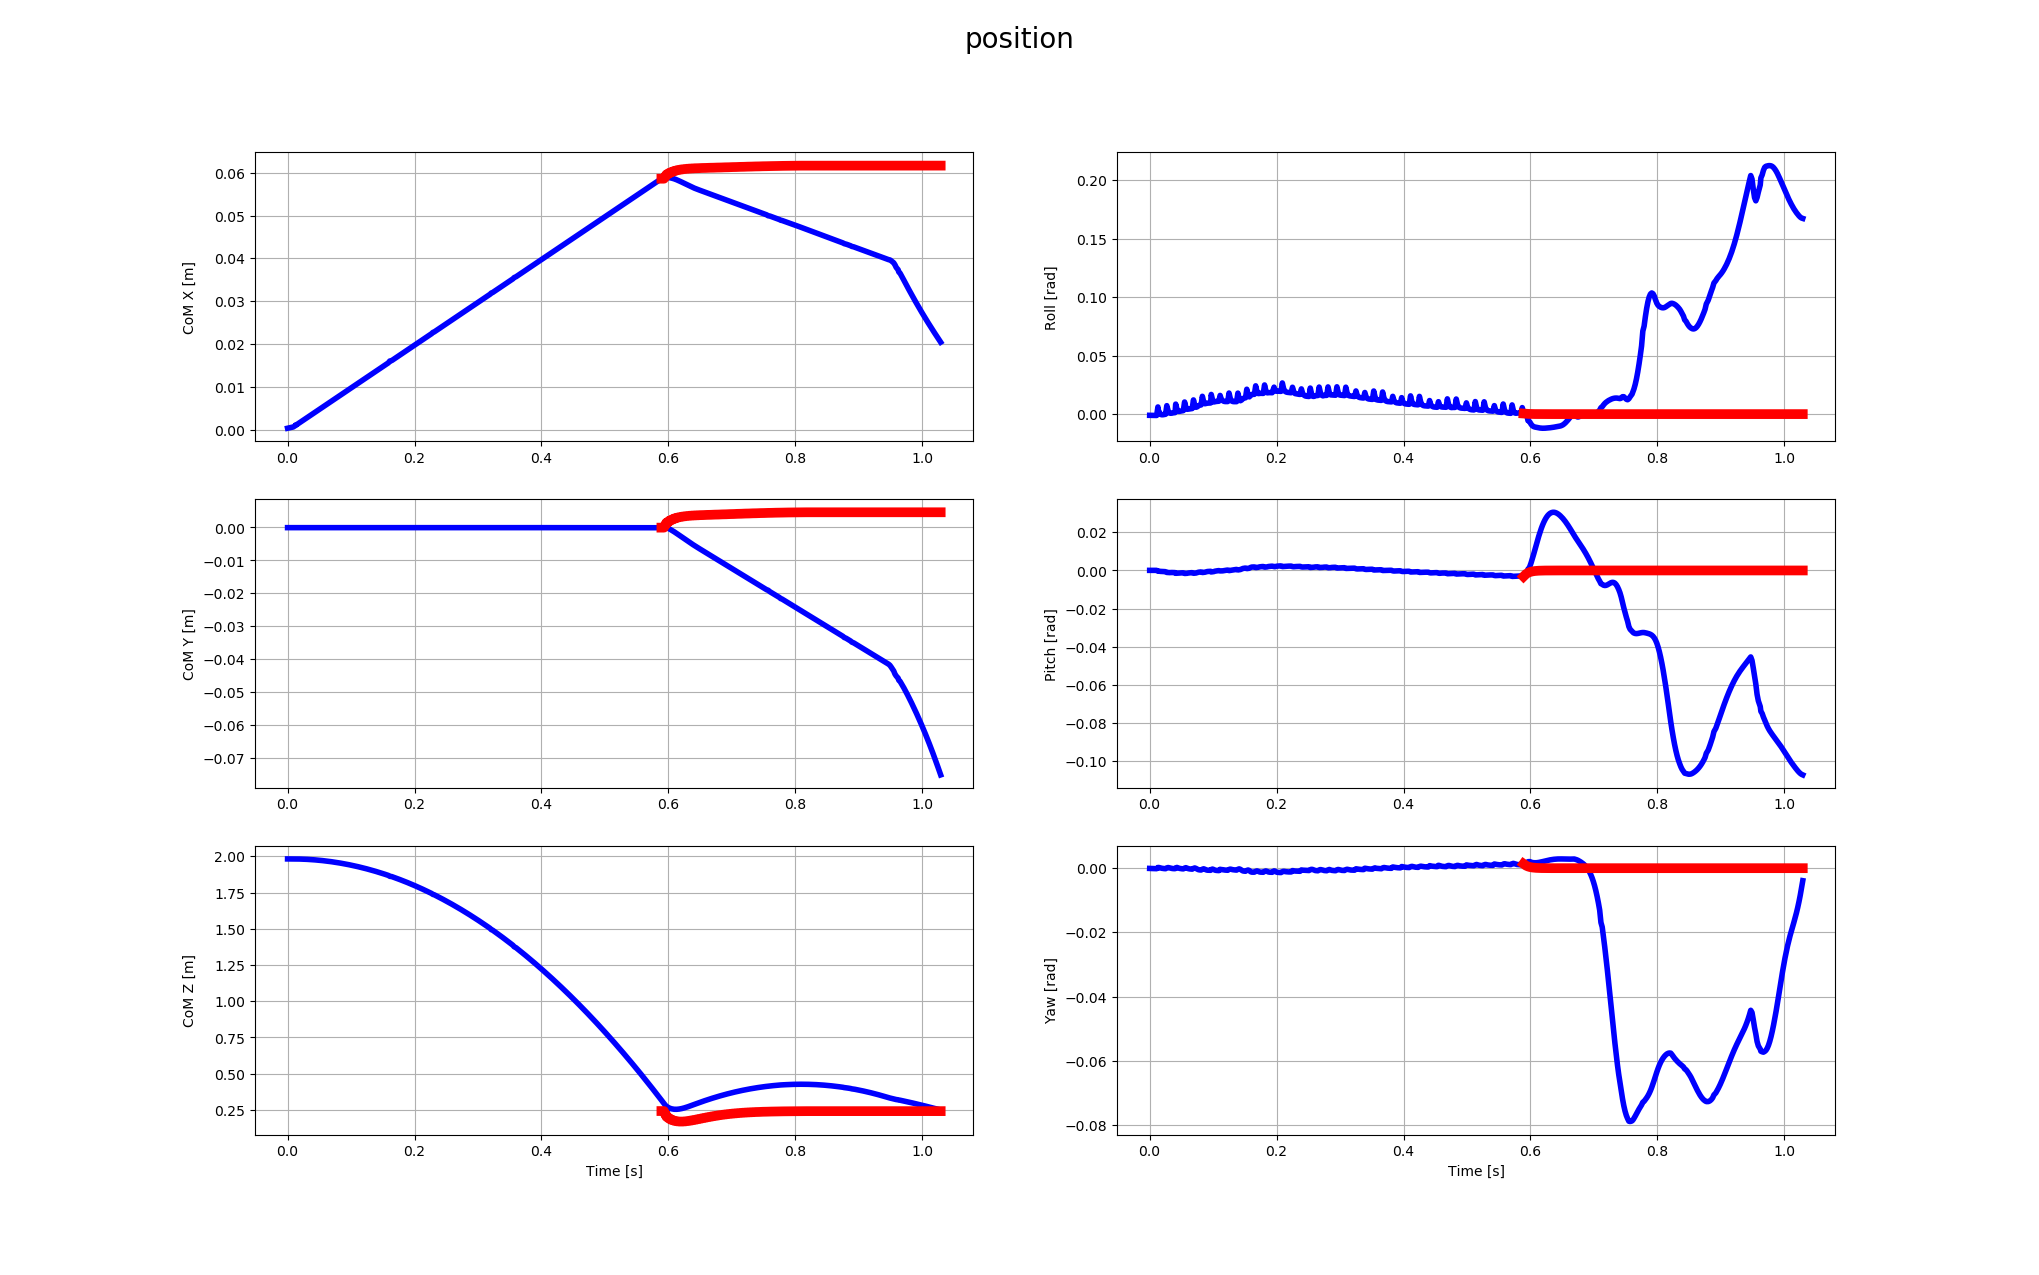 position
CoM X [m]
0.06
0.05
0.04
0.03
0.02
0.01
0.00
0.0 0.2 0.4 0.6 0.8 1.0
Roll [rad]
0.20
0.15
0.10
0.05
0.00
0.0 0.2 0.4 0.6 0.8 1.0
CoM Y [m]
0.00
−0.01
−0.02
−0.03
−0.04
−0.05
−0.06
−0.07
0.0 0.2 0.4 0.6 0.8 1.0
Pitch [rad]
0.02
0.00
−0.02
−0.04
−0.06
−0.08
−0.10
0.0 0.2 0.4 0.6 0.8 1.0
CoM Z [m]
2.00
1.75
1.50
1.25
1.00
0.75
0.50
0.25
0.0 0.2 0.4 0.6 0.8 1.0
Time [s]
Yaw [rad]
0.00
−0.02
−0.04
−0.06
−0.08
0.0 0.2 0.4 0.6 0.8 1.0
Time [s]